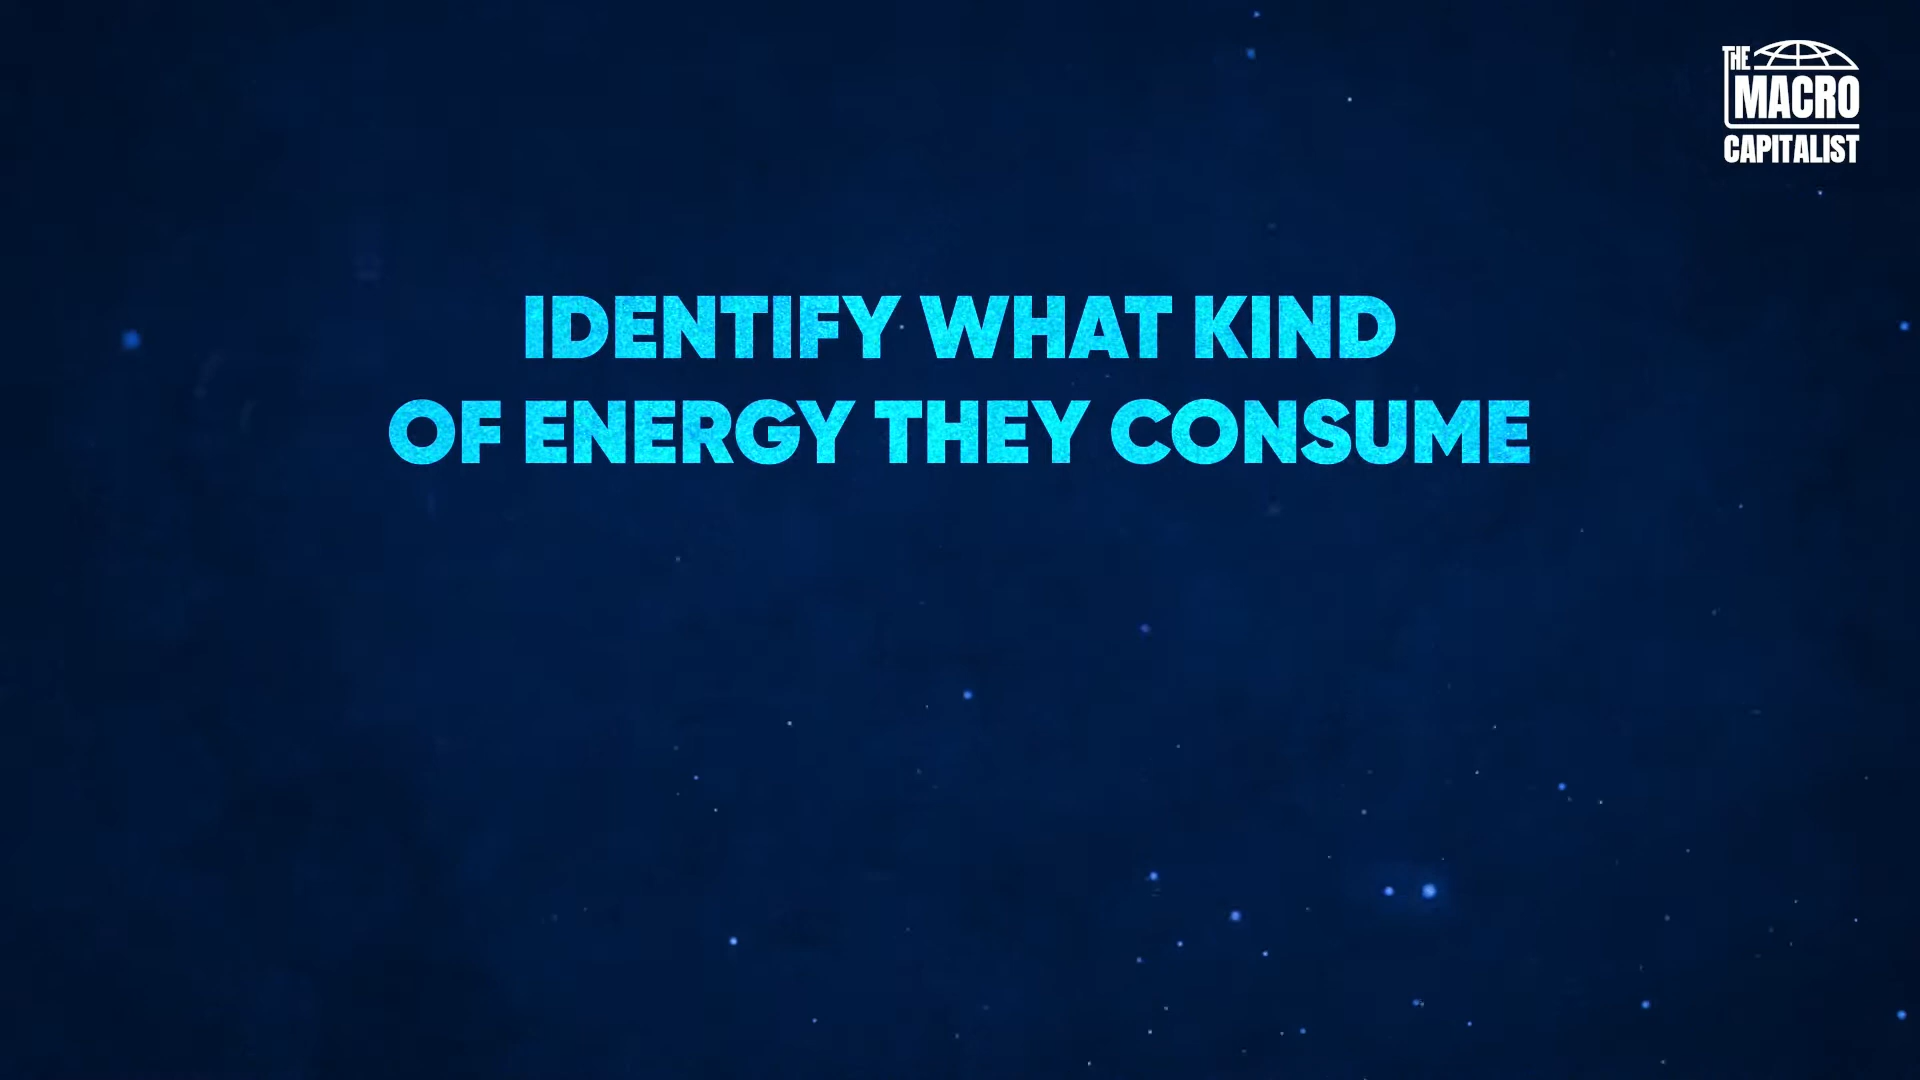 THE
MACRO
CAPITALIST
IDENTIFY WHAT KIND
OF ENERGY THEY CONSUME